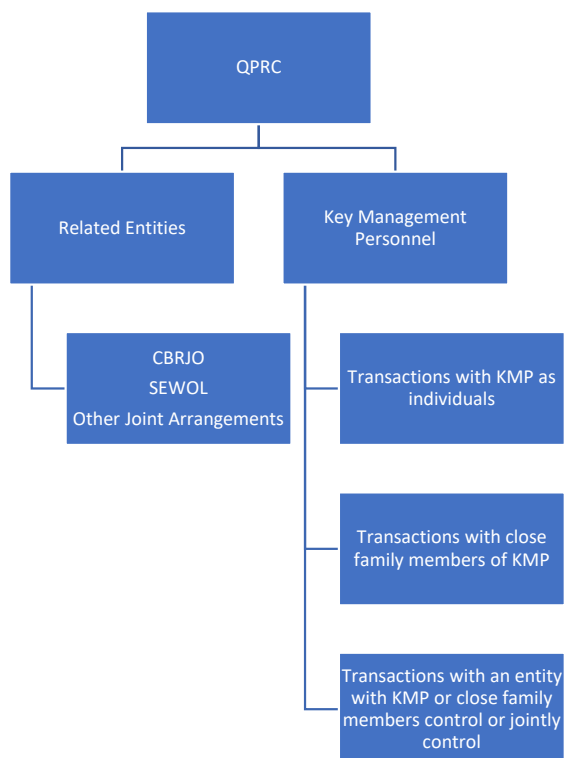 QPRC
Related Entities
Key Management
Personnel
CBRJO
SEWOL
Other Joint Arrangements
Transactions with KMP as
individuals
Transactions with close
family members of KMP
Transactions with an entity
with KMP or close family
members control or jointly
control